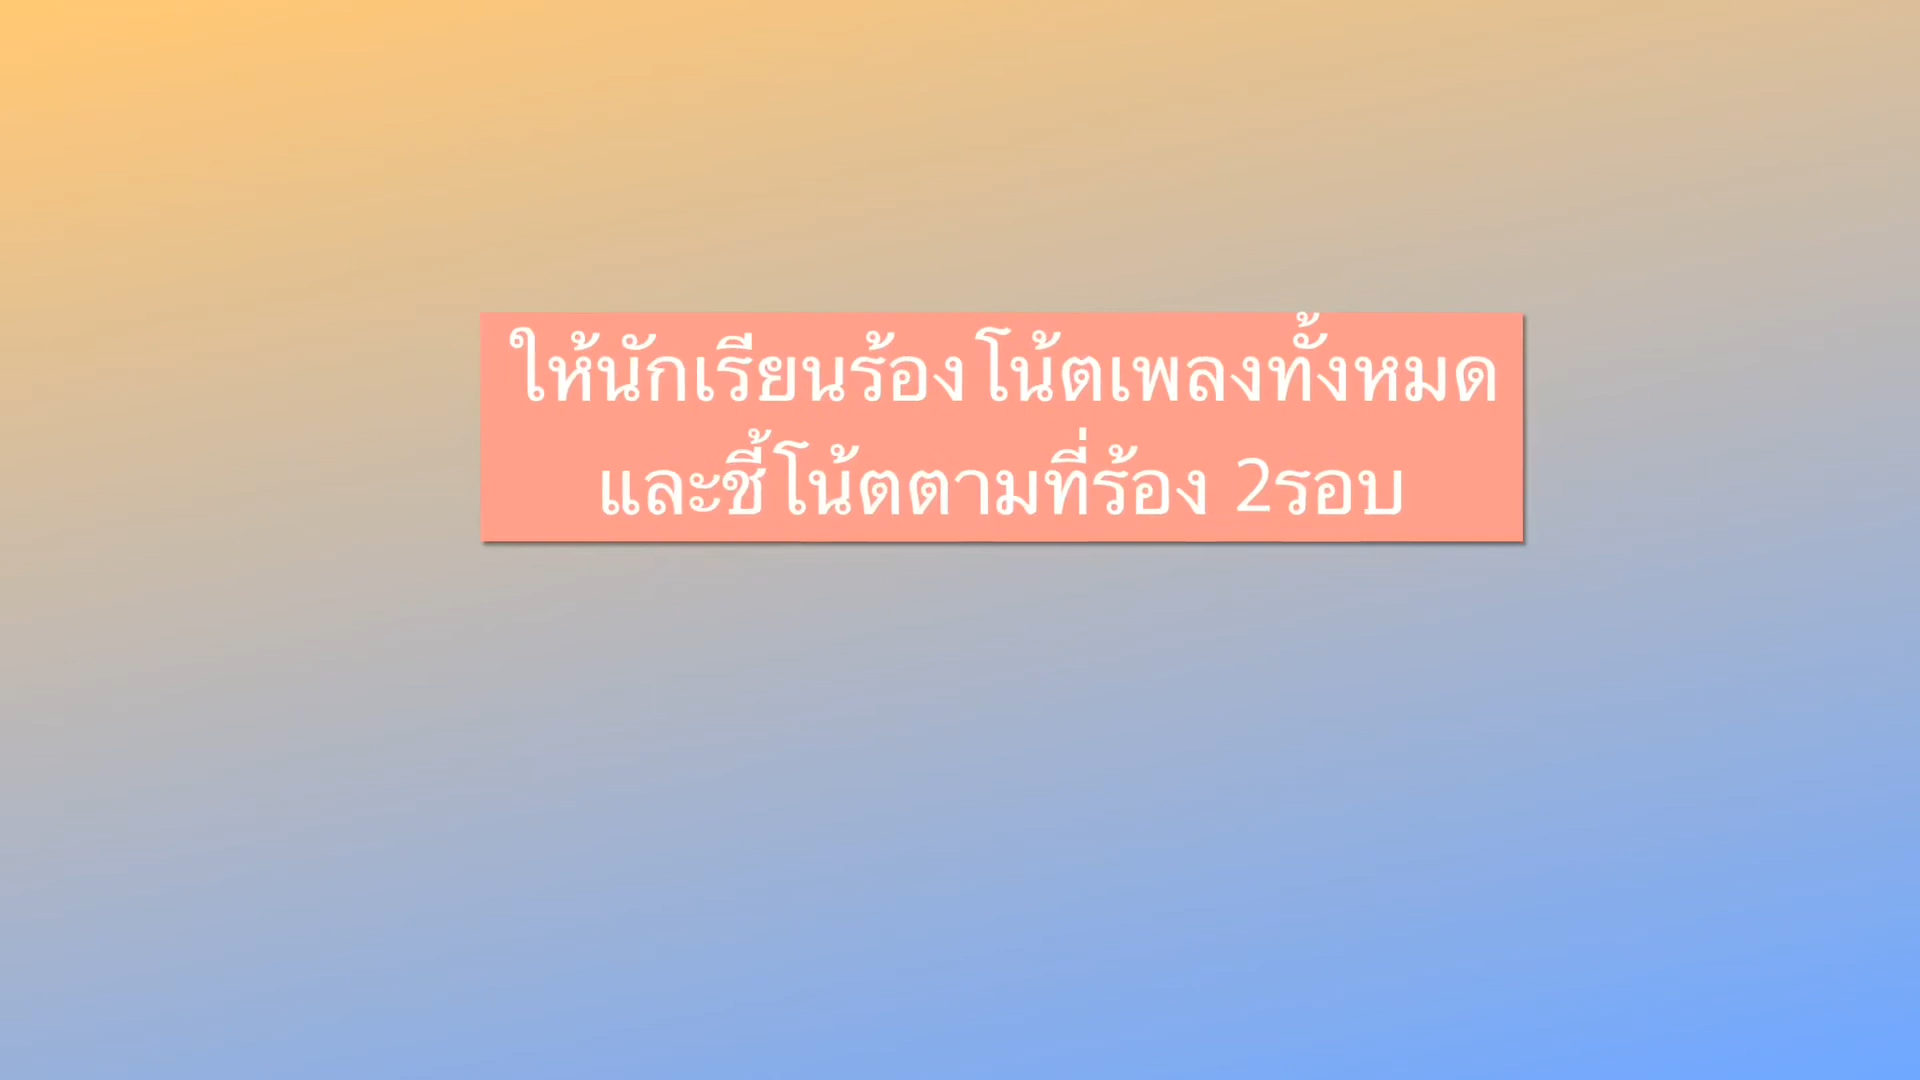 ให้นักเรียนร้องโน้ตเพลงทั้งหมด
และชี้โน้ตตามที่ร้อง 2รอบ